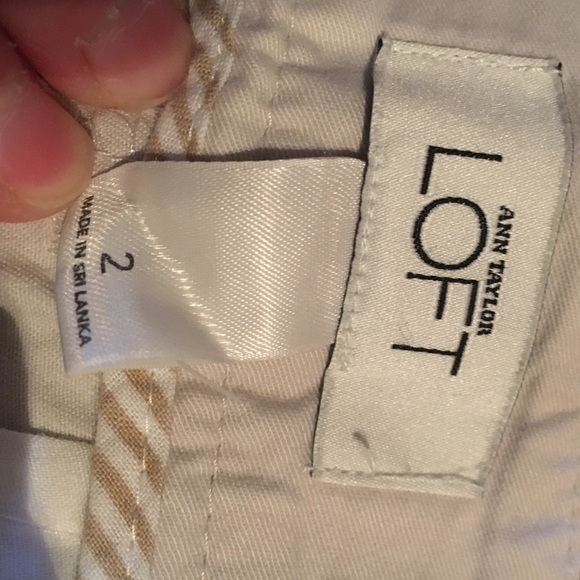 ANN TAYLOR
LOFT
2
MADE IN SRI LANKA